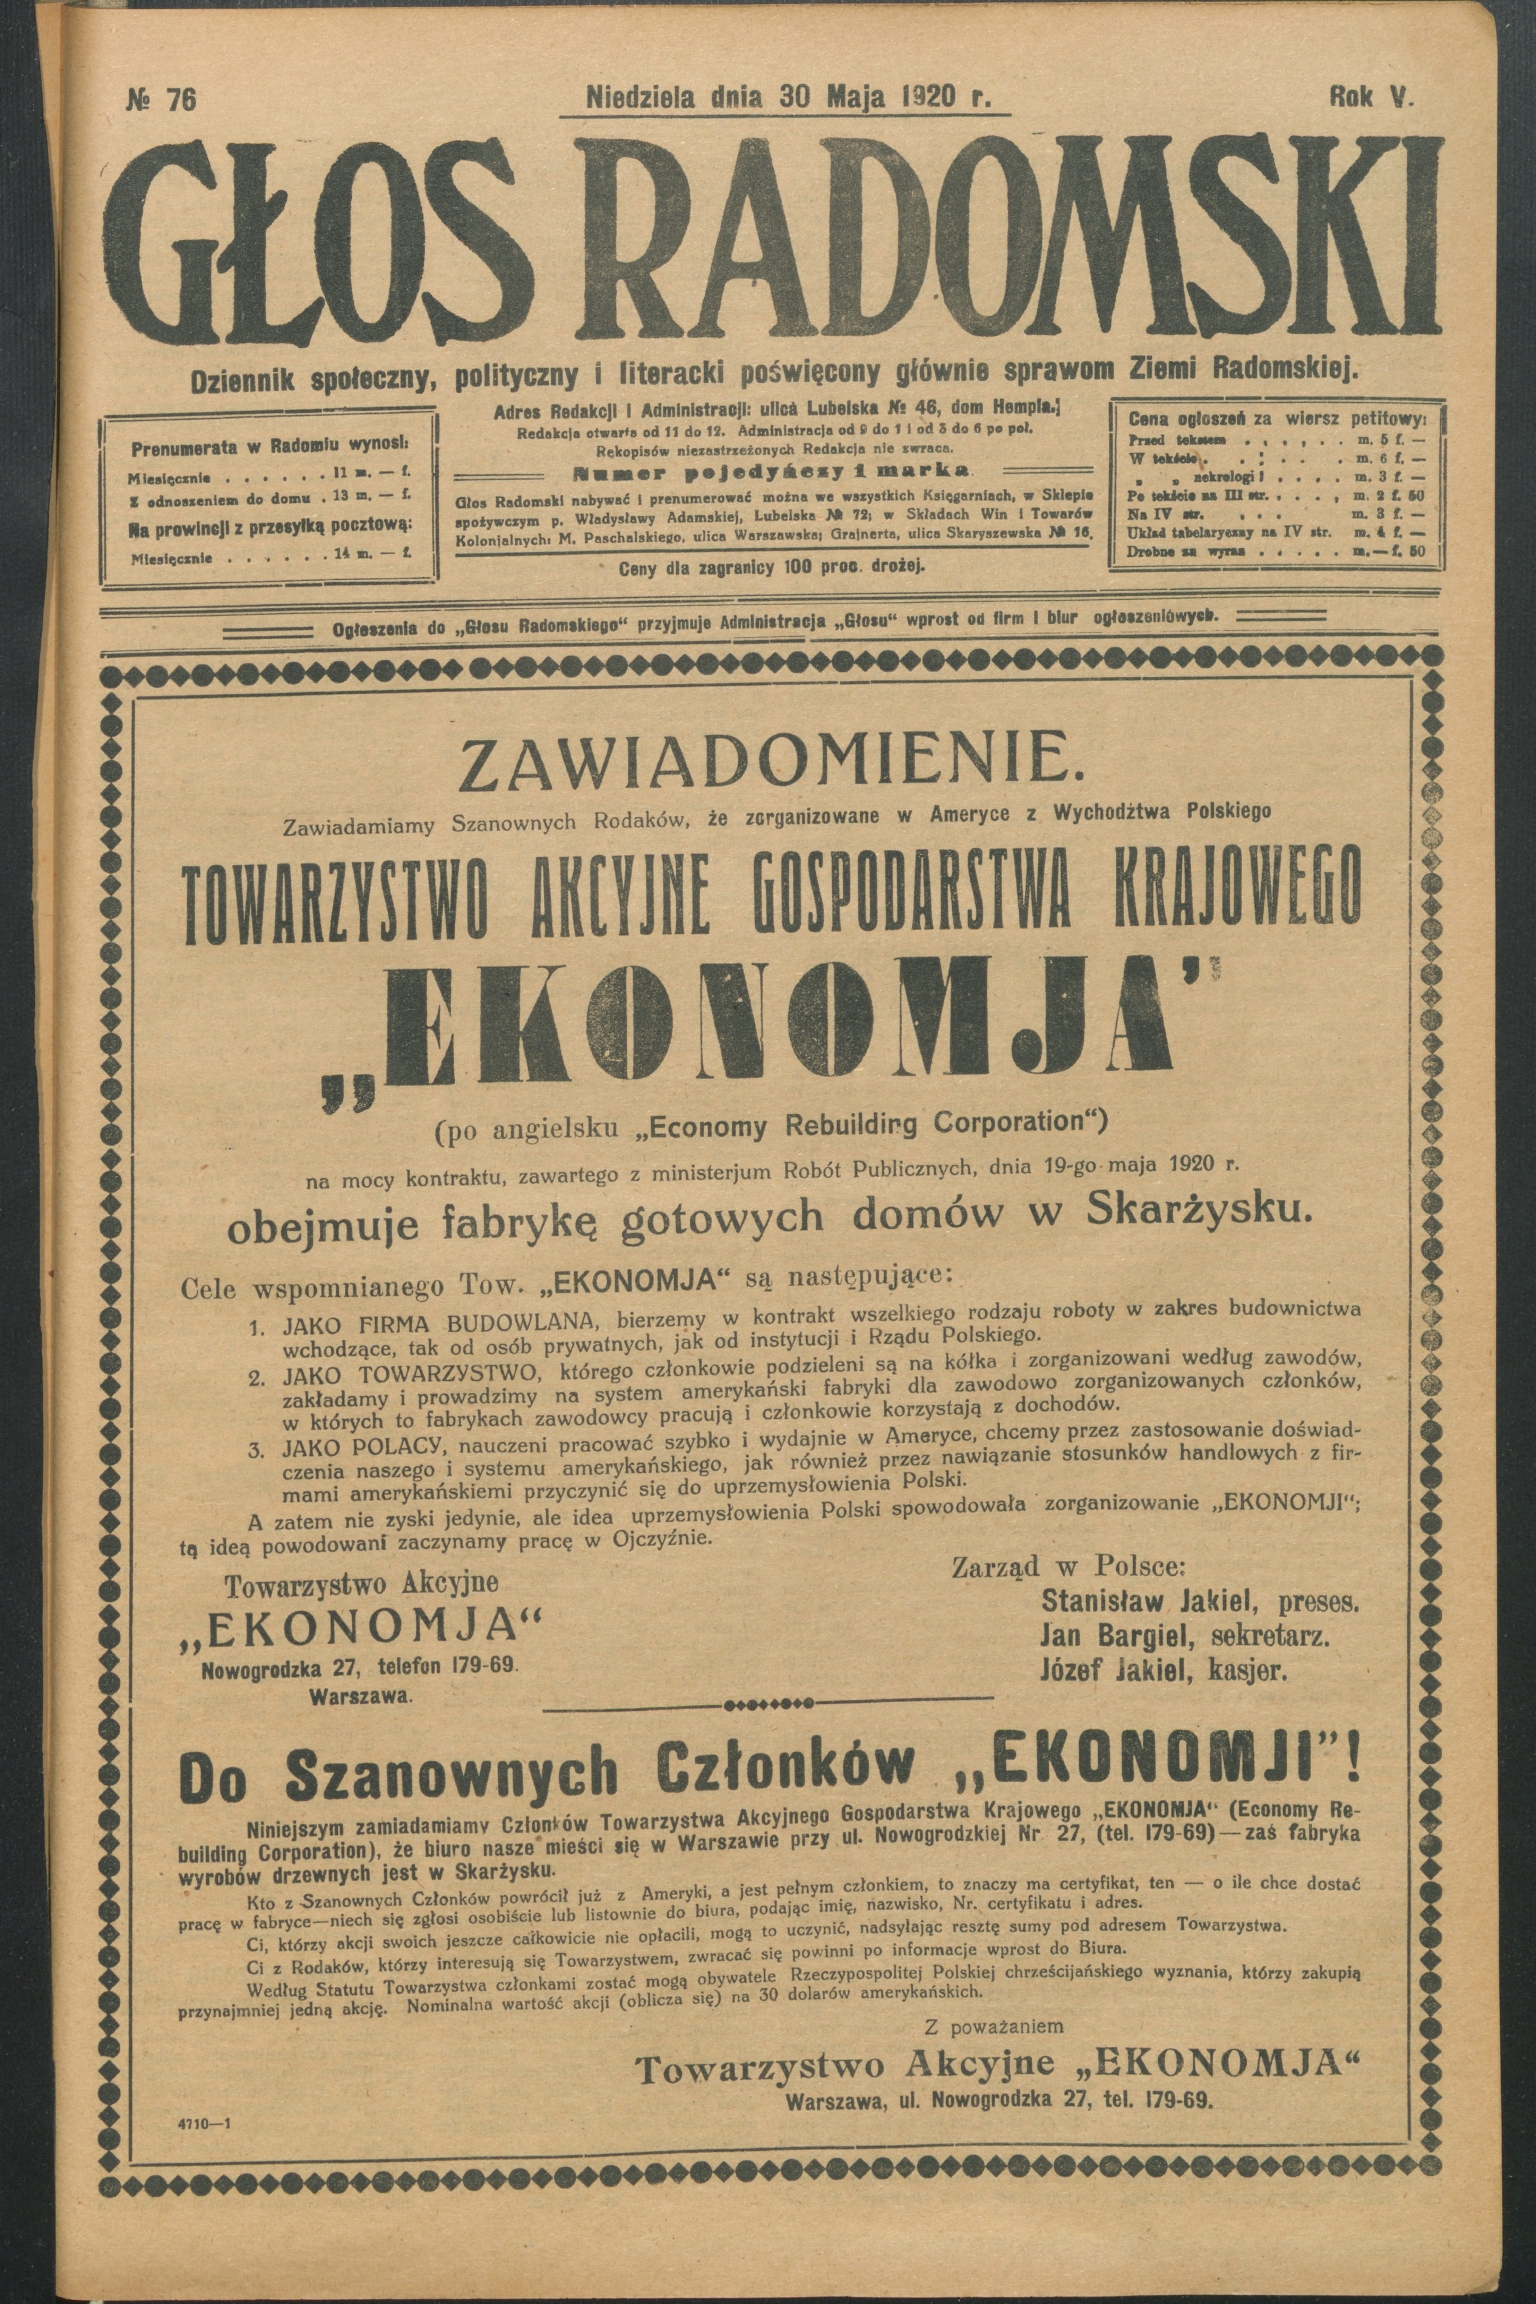 № 76
Niedziela dnia 30 Maja 1920 r.
Rok V.
GŁOS RADOMSKI
Dziennik społeczny, polityczny i literacki poświęcony głównie sprawom Ziemi Radomskiej.
Prenumerata w Radomiu wynosi:
Miesięcznie . . . . . . 11 m. — f.
Z odnoszeniem do domu . 13 m. — f.
Na prowincji z przesyłką pocztową:
Miesięcznie . . . . . . 14 m. — f.
Adres Redakcji i Administracji: ulica Lubelska № 46, dom Hempla.
Redakcja otwarta od 11 do 12. Administracja od 9 do 1 i od 3 do 6 po poł.
Rękopisów niezastrzeżonych Redakcja nie zwraca.
Numer pojedyńczy 1 marka
Głos Radomski nabywać i prenumerować można we wszystkich Księgarniach, w Sklepie
spożywczym p. Władysławy Adamskiej, Lubelska № 72; w Składach Win i Towarów
Kolonjalnych: M. Paschalskiego, ulica Warszawska; Grajnerta, ulica Skaryszewska № 16.
Ceny dla zagranicy 100 proc. drożej.
Cena ogłoszeń za wiersz petitowy:
Przed tekstem . . . . . . m. 5 f. —
W tekście . . . . . . m. 6 f. —
„ „ nekrologi . . . . m. 3 f. —
Po tekście na III str. . . . . m. 2 f. 50
Na IV str. . . . m. 3 f. —
Układ tabelaryczny na IV str. m. 4 f. —
Drobne za wyraz . . . . . m. — f. 50
Ogłoszenia do „Głosu Radomskiego“ przyjmuje Administracja „Głosu“ wprost od firm i biur ogłoszeniowych.
ZAWIADOMIENIE.
Zawiadamiamy Szanownych Rodaków, że zorganizowane w Ameryce z Wychodźtwa Polskiego
TOWARZYSTWO AKCYJNE GOSPODARSTWA KRAJOWEGO
„EKONOMJA”
(po angielsku „Economy Rebuilding Corporation“)
na mocy kontraktu, zawartego z ministerjum Robót Publicznych, dnia 19-go maja 1920 r.
obejmuje fabrykę gotowych domów w Skarżysku.
Cele wspomnianego Tow. „EKONOMJA“ są następujące:
1. JAKO FIRMA BUDOWLANA, bierzemy w kontrakt wszelkiego rodzaju roboty w zakres budownictwa
wchodzące, tak od osób prywatnych, jak od instytucji i Rządu Polskiego.
2. JAKO TOWARZYSTWO, którego członkowie podzieleni są na kółka i zorganizowani według zawodów,
zakładamy i prowadzimy na system amerykański fabryki dla zawodowo zorganizowanych członków,
w których to fabrykach zawodowcy pracują i członkowie korzystają z dochodów.
3. JAKO POLACY, nauczeni pracować szybko i wydajnie w Ameryce, chcemy przez zastosowanie doświad-
czenia naszego i systemu amerykańskiego, jak również przez nawiązanie stosunków handlowych z fir-
mami amerykańskiemi przyczynić się do uprzemysłowienia Polski.
A zatem nie zyski jedynie, ale idea uprzemysłowienia Polski spowodowała zorganizowanie „EKONOMJI“;
tą ideą powodowani zaczynamy pracę w Ojczyźnie.
Towarzystwo Akcyjne
„EKONOMJA“
Nowogrodzka 27, telefon 179-69.
Warszawa.
Zarząd w Polsce:
Stanisław Jakiel, preses.
Jan Bargiel, sekretarz.
Józef Jakiel, kasjer.
Do Szanownych Członków „EKONOMJI”!
Niniejszym zamiadamiamy Członków Towarzystwa Akcyjnego Gospodarstwa Krajowego „EKONOMJA“ (Economy Re-
building Corporation), że biuro nasze mieści się w Warszawie przy ul. Nowogrodzkiej Nr 27, (tel. 179-69)—zaś fabryka
wyrobów drzewnych jest w Skarżysku.
Kto z Szanownych Członków powrócił już z Ameryki, a jest pełnym członkiem, to znaczy ma certyfikat, ten — o ile chce dostać
pracę w fabryce—niech się zgłosi osobiście lub listownie do biura, podając imię, nazwisko, Nr. certyfikatu i adres.
Ci, którzy akcji swoich jeszcze całkowicie nie opłacili, mogą to uczynić, nadsyłając resztę sumy pod adresem Towarzystwa.
Ci z Rodaków, którzy interesują się Towarzystwem, zwracać się powinni po informacje wprost do Biura.
Według Statutu Towarzystwa członkami zostać mogą obywatele Rzeczypospolitej Polskiej chrześcijańskiego wyznania, którzy zakupią
przynajmniej jedną akcję. Nominalna wartość akcji (oblicza się) na 30 dolarów amerykańskich.
Z poważaniem
Towarzystwo Akcyjne „EKONOMJA“
Warszawa, ul. Nowogrodzka 27, tel. 179-69.
4710—1